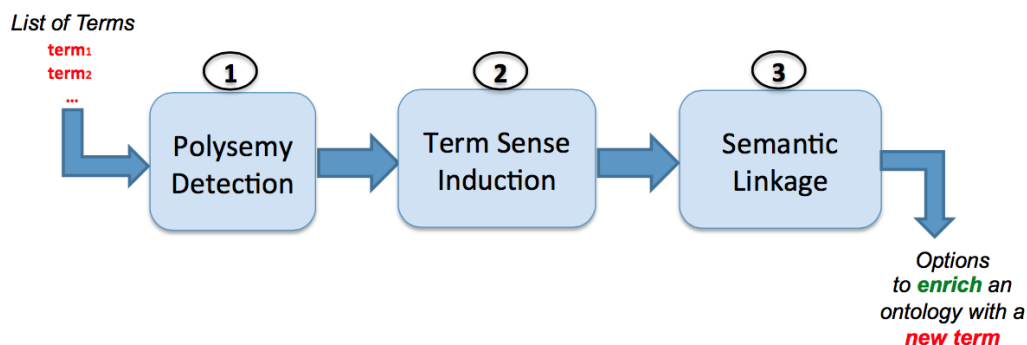 List of Terms
term1
term2
...
1
Polysemy
Detection
2
Term Sense
Induction
3
Semantic
Linkage
Options
to enrich an
ontology with a
new term